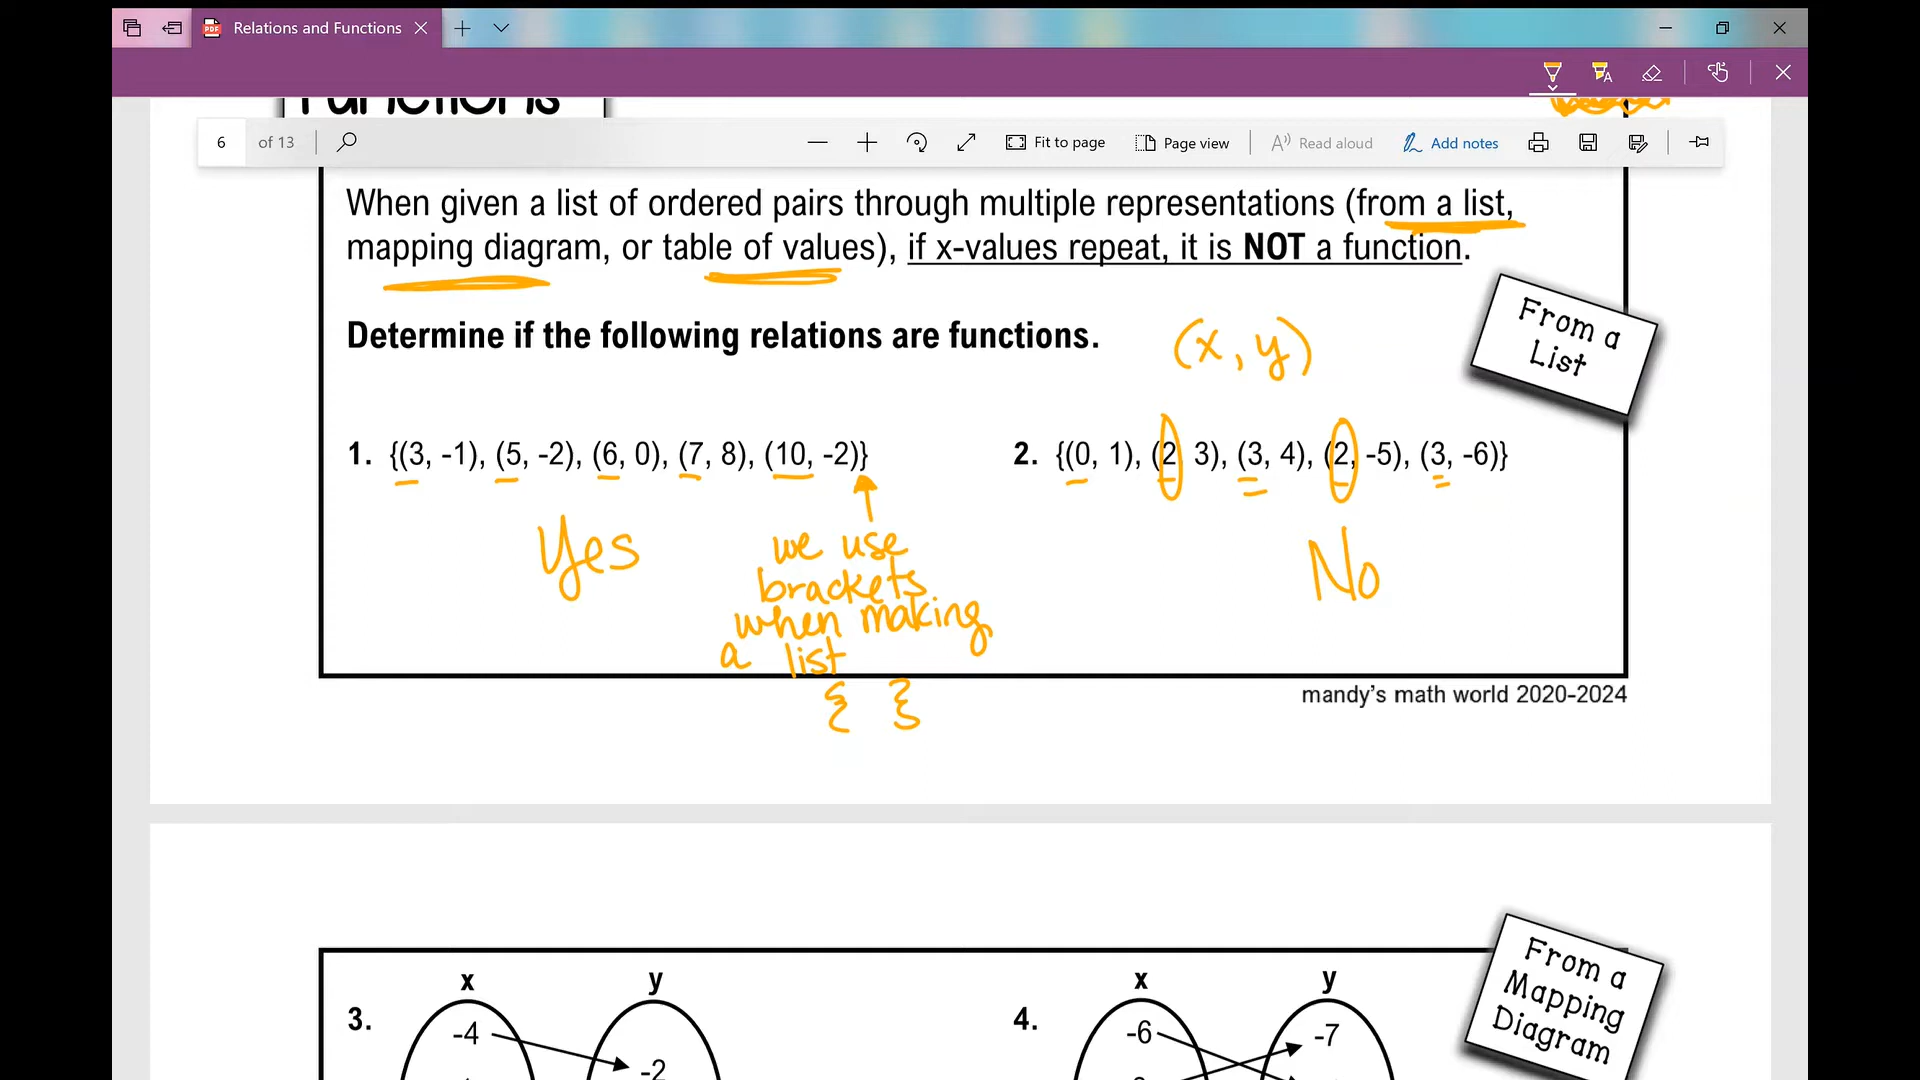 Relations and Functions
Functions
6 of 13
Fit to page
Page view
Read aloud
Add notes
When given a list of ordered pairs through multiple representations (from a list,
mapping diagram, or table of values), if x-values repeat, it is NOT a function.
From a
List
Determine if the following relations are functions.
(x, y)
1. {(3, -1), (5, -2), (6, 0), (7, 8), (10, -2)}
2. {(0, 1), (2, 3), (3, 4), (2, -5), (3, -6)}
Yes
we use
brackets
when making
a list
{ }
No
mandy's math world 2020-2024
From a
Mapping
Diagram
3.
x y
-4
-2
4.
x y
-6
-7